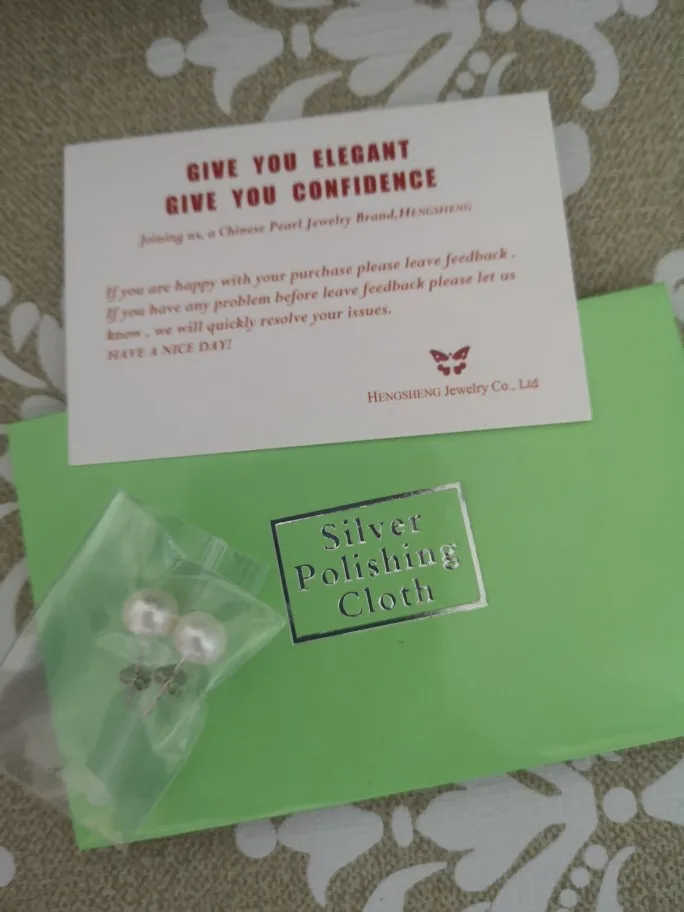 GIVE YOU ELEGANT
GIVE YOU CONFIDENCE
Joining us, a Chinese Pearl Jewelry Brand,HENGSHENG
If you are happy with your purchase please leave feedback .
If you have any problem before leave feedback please let us
know , we will quickly resolve your issues.
HAVE A NICE DAY!
HENGSHENG Jewelry Co., Ltd
Silver
Polishing
Cloth